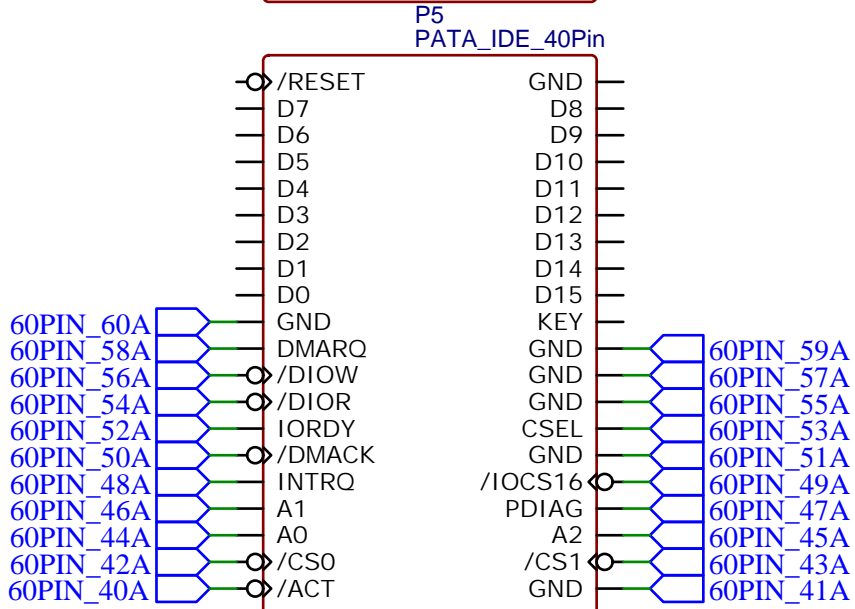 P5
PATA_IDE_40Pin
/RESET GND
D7 D8
D6 D9
D5 D10
D4 D11
D3 D12
D2 D13
D1 D14
D0 D15
60PIN_60A GND KEY
60PIN_58A DMARQ GND 60PIN_59A
60PIN_56A /DIOW GND 60PIN_57A
60PIN_54A /DIOR GND 60PIN_55A
60PIN_52A IORDY CSEL 60PIN_53A
60PIN_50A /DMACK GND 60PIN_51A
60PIN_48A INTRQ /IOCS16 60PIN_49A
60PIN_46A A1 PDIAG 60PIN_47A
60PIN_44A A0 A2 60PIN_45A
60PIN_42A /CS0 /CS1 60PIN_43A
60PIN_40A /ACT GND 60PIN_41A